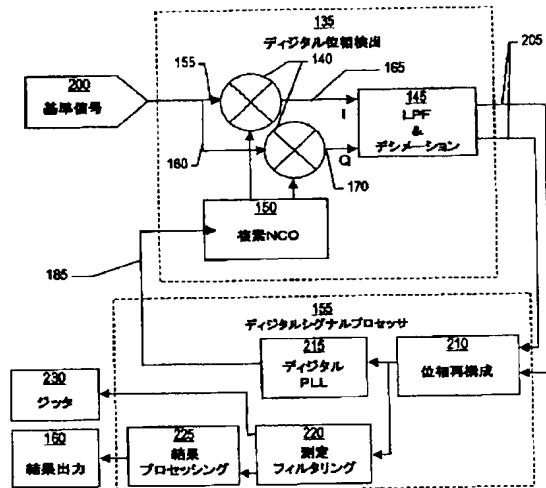 135
ディジタル位相検出
200
基準信号
155
140
165
145
LPF
&
デシメーション
205
I
160
Q
170
150
複素NCO
185
155
ディジタルシグナルプロセッサ
215
ディジタル
PLL
210
位相再構成
230
ジッタ
160
結果出力
225
結果
プロセッシング
220
測定
フィルタリング